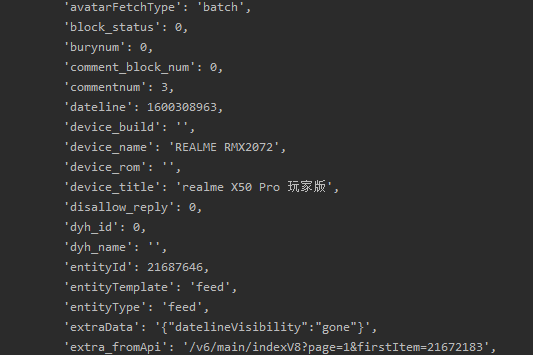 'avatarFetchType': 'batch',
'block_status': 0,
'burynum': 0,
'comment_block_num': 0,
'commentnum': 3,
'dateline': 1600308963,
'device_build': '',
'device_name': 'REALME RMX2072',
'device_rom': '',
'device_title': 'realme X50 Pro 玩家版',
'disallow_reply': 0,
'dyh_id': 0,
'dyh_name': '',
'entityId': 21687646,
'entityTemplate': 'feed',
'entityType': 'feed',
'extraData': '{"datelineVisibility":"gone"}',
'extra_fromApi': '/v6/main/indexV8?page=1&firstItem=21672183',